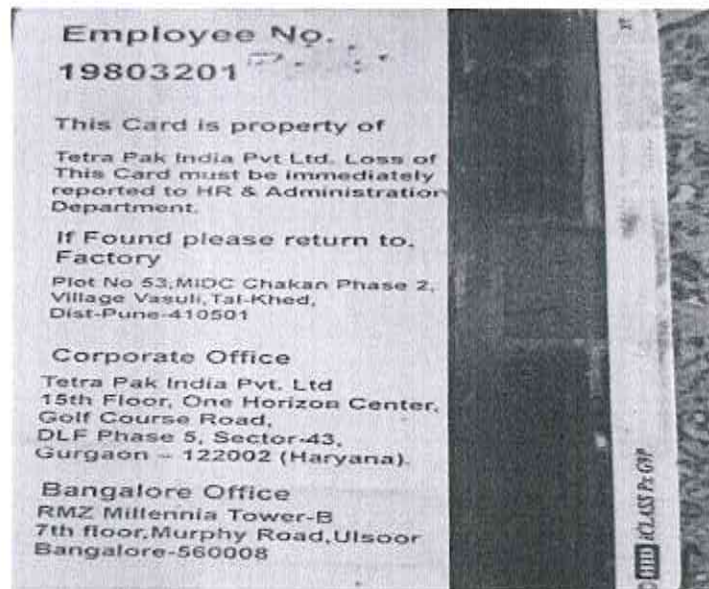 Employee No.
19803201
This Card is property of
Tetra Pak India Pvt Ltd. Loss of
This Card must be immediately
reported to HR & Administration
Department.
If Found please return to,
Factory
Plot No 53,MIDC Chakan Phase 2,
Village Vasuli,Tal-Khed,
Dist-Pune-410501
Corporate Office
Tetra Pak India Pvt. Ltd
15th Floor, One Horizon Center,
Golf Course Road,
DLF Phase 5, Sector-43,
Gurgaon – 122002 (Haryana).
Bangalore Office
RMZ Millennia Tower-B
7th floor,Murphy Road,Ulsoor
Bangalore-560008
HID iCLASS Px G9P